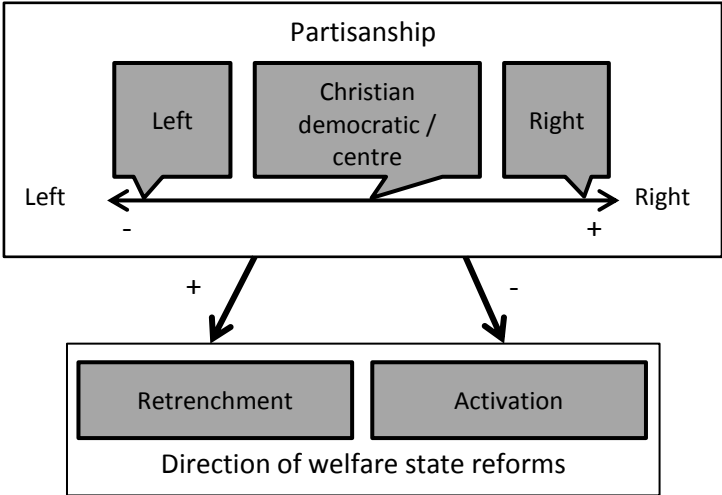 Partisanship
Left
Christian
democratic /
centre
Right
Left
Right
-
+
+
-
Retrenchment
Activation
Direction of welfare state reforms